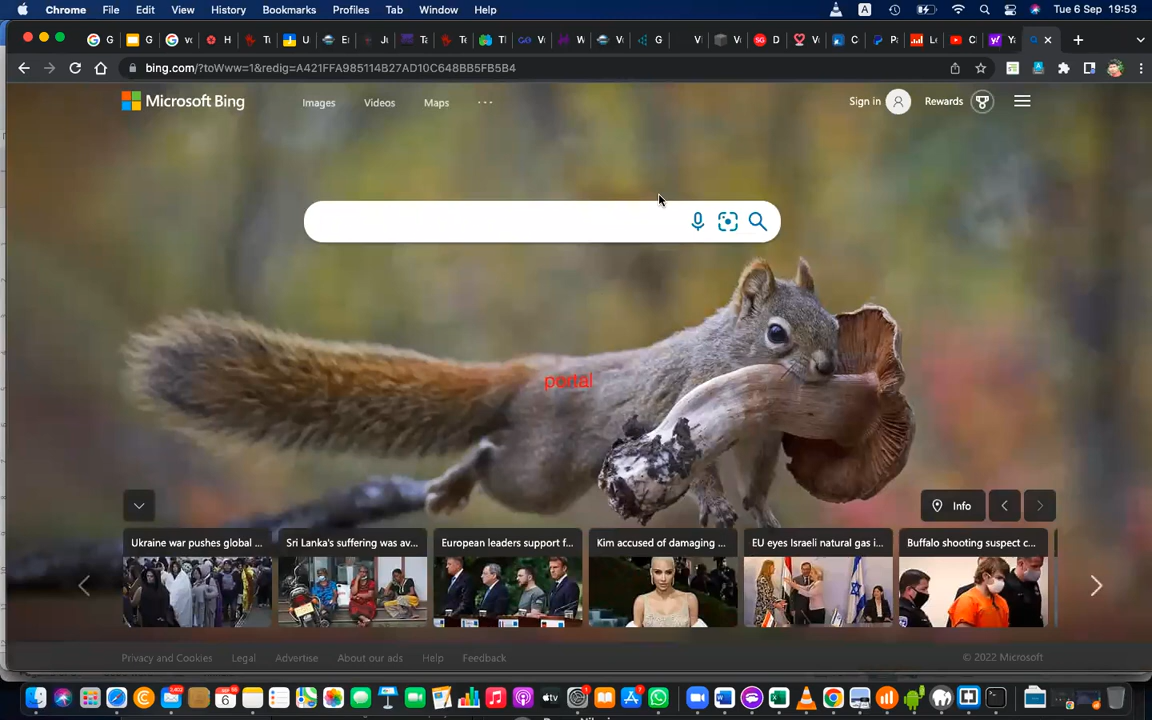 Chrome File Edit View History Bookmarks Profiles Tab Window Help A Tue 6 Sep 19:53
bing.com/?toWww=1&redig=A421FFA985114B27AD10C648BB5FB5B4
Microsoft Bing Images Videos Maps ... Sign in Rewards
portal
Info
Ukraine war pushes global ... Sri Lanka's suffering was av... European leaders support f... Kim accused of damaging ... EU eyes Israeli natural gas i... Buffalo shooting suspect c...
Privacy and Cookies Legal Advertise About our ads Help Feedback © 2022 Microsoft